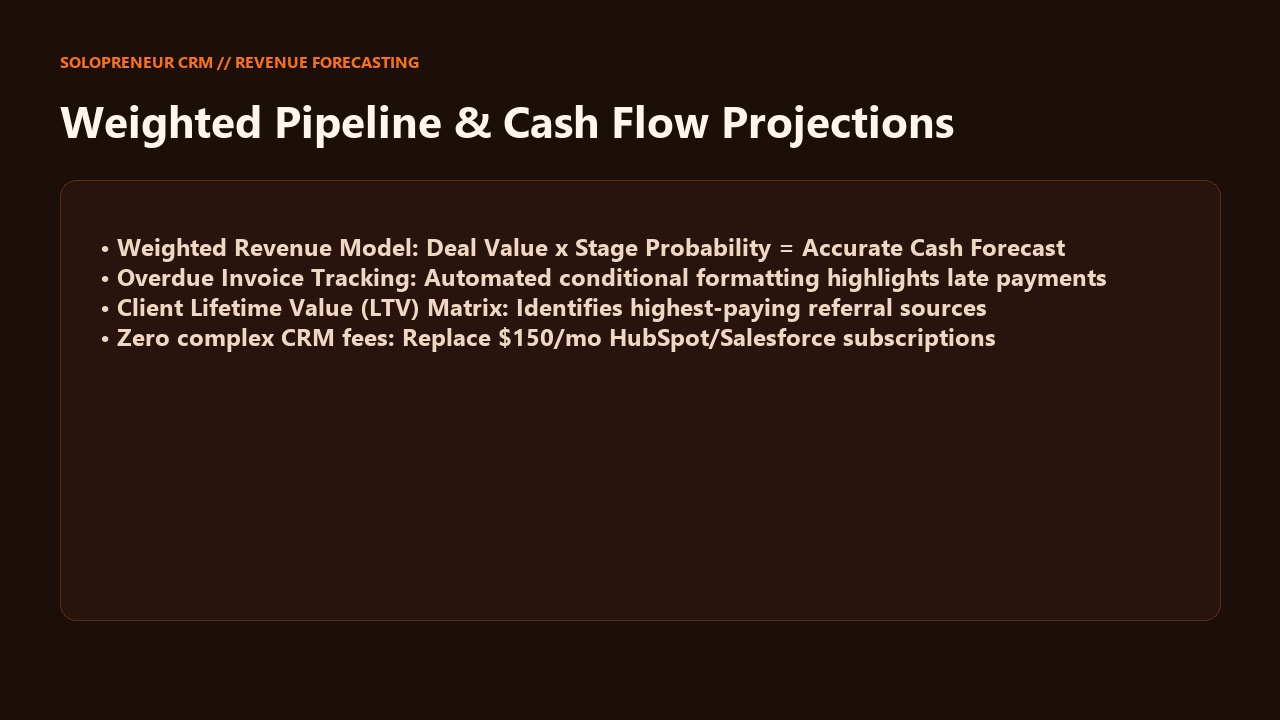 SOLOPRENEUR CRM // REVENUE FORECASTING
Weighted Pipeline & Cash Flow Projections
• Weighted Revenue Model: Deal Value x Stage Probability = Accurate Cash Forecast
• Overdue Invoice Tracking: Automated conditional formatting highlights late payments
• Client Lifetime Value (LTV) Matrix: Identifies highest-paying referral sources
• Zero complex CRM fees: Replace $150/mo HubSpot/Salesforce subscriptions